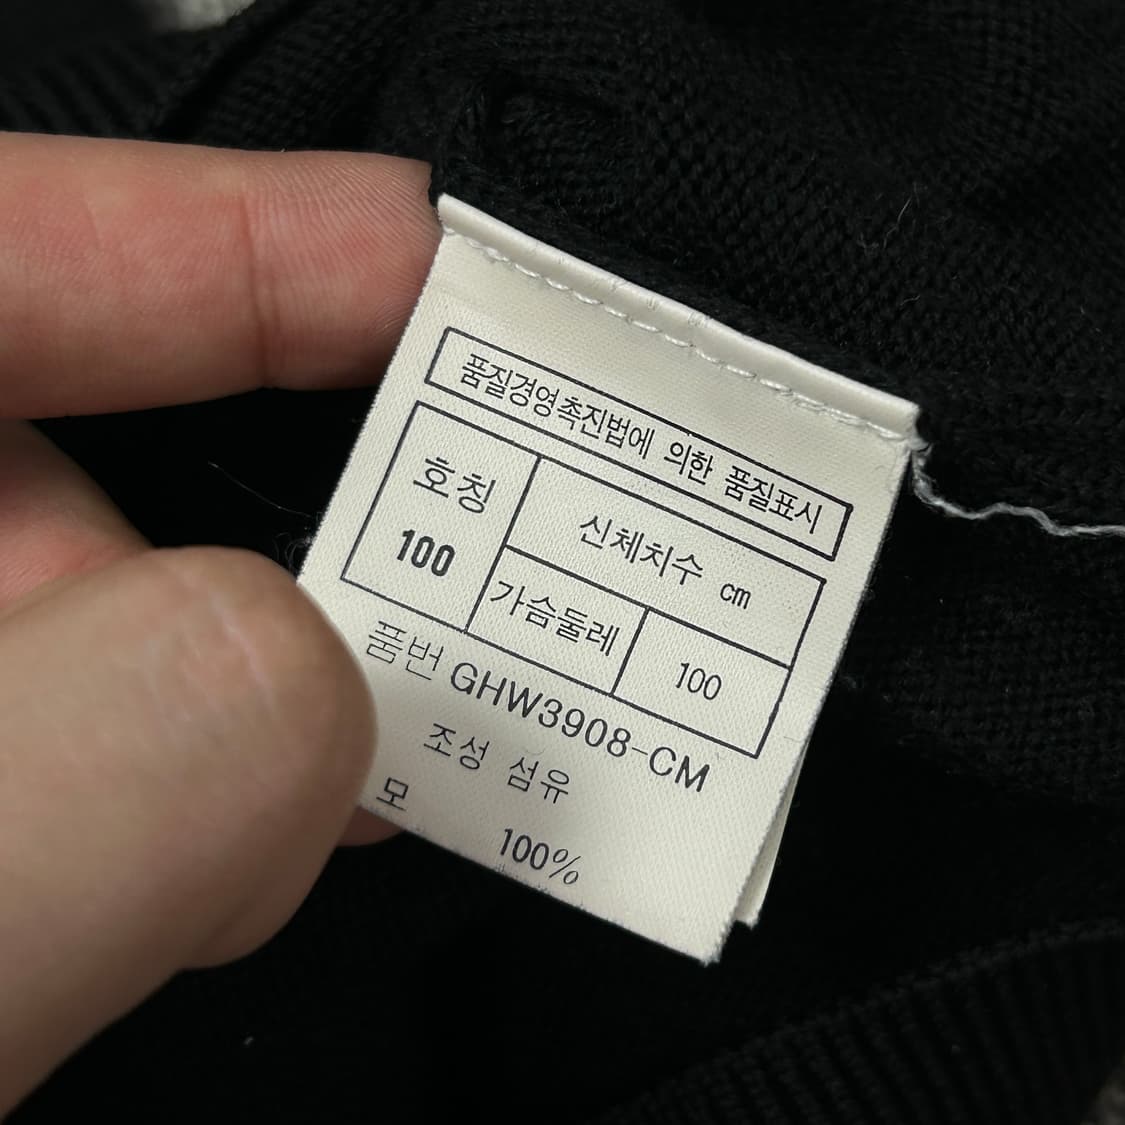 품질경영촉진법에 의한 품질표시
호칭
100
신체치수 cm
가슴둘레 100
품번 GHW3908-CM
조성 섬유
모 100%